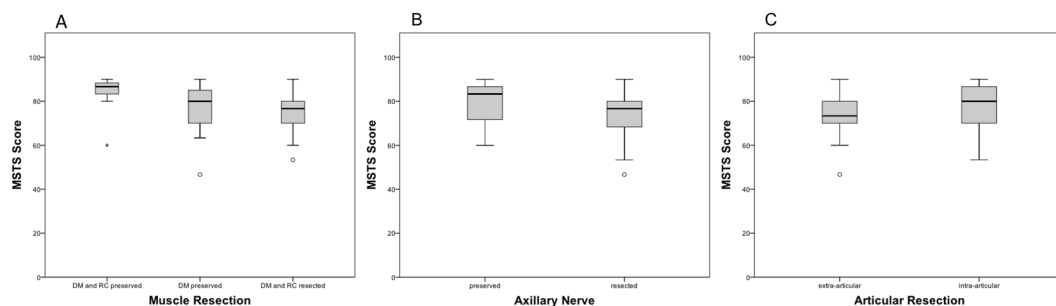 A
MSTS Score
100
80
60
40
20
0
DM and RC preserved
DM preserved
DM and RC resected
Muscle Resection
B
MSTS Score
100
80
60
40
20
0
preserved
resected
Axillary Nerve
C
MSTS Score
100
80
60
40
20
0
extra-articular
intra-articular
Articular Resection